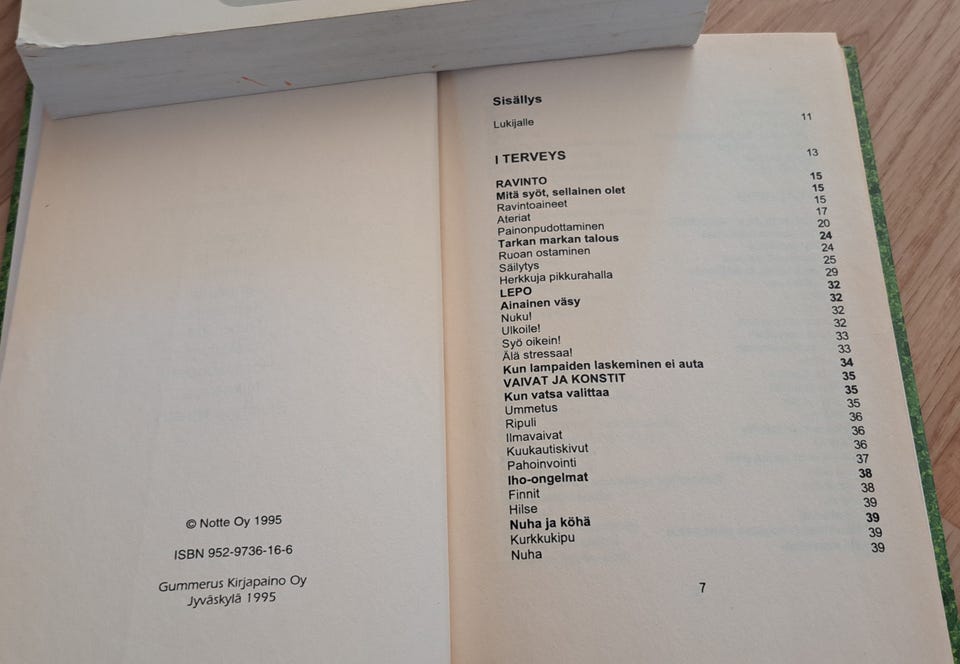 © Notte Oy 1995
ISBN 952-9736-16-6
Gummerus Kirjapaino Oy
Jyväskylä 1995
Sisällys
Lukijalle 11
I TERVEYS 13
RAVINTO 15
Mitä syöt, sellainen olet 15
Ravintoaineet 15
Ateriat 17
Painonpudottaminen 20
Tarkan markan talous 24
Ruoan ostaminen 24
Säilytys 25
Herkkuja pikkurahalla 29
LEPO 32
Ainainen väsy 32
Nuku! 32
Ulkoile! 32
Syö oikein! 33
Älä stressaa! 33
Kun lampaiden laskeminen ei auta 34
VAIVAT JA KONSTIT 35
Kun vatsa valittaa 35
Ummetus 35
Ripuli 36
Ilmavaivat 36
Kuukautiskivut 36
Pahoinvointi 37
Iho-ongelmat 38
Finnit 38
Hilse 39
Nuha ja köhä 39
Kurkkukipu 39
Nuha 39
7